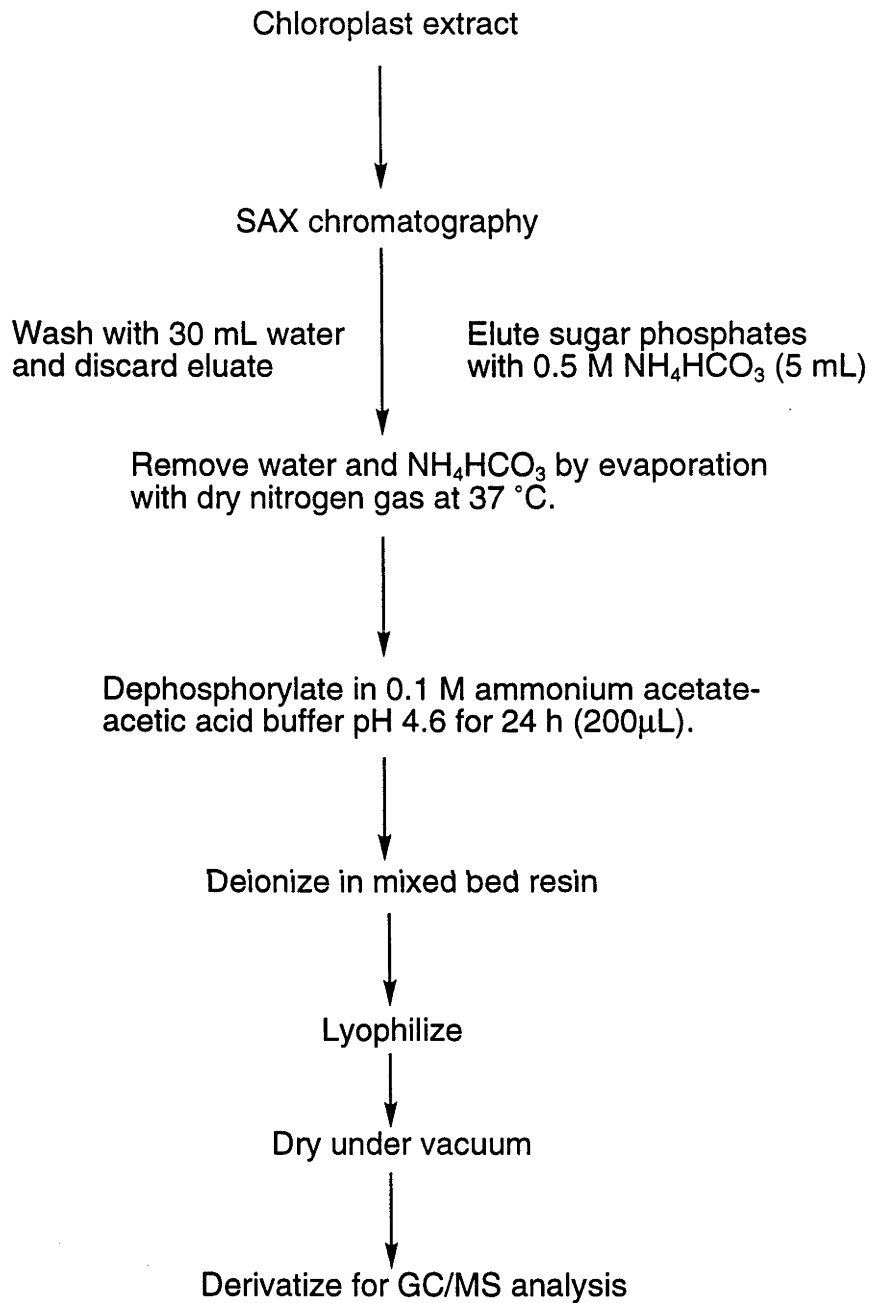 Chloroplast extract
SAX chromatography
Wash with 30 mL water
and discard eluate
Elute sugar phosphates
with 0.5 M NH₄HCO₃ (5 mL)
Remove water and NH₄HCO₃ by evaporation
with dry nitrogen gas at 37 °C.
Dephosphorylate in 0.1 M ammonium acetate-
acetic acid buffer pH 4.6 for 24 h (200µL).
Deionize in mixed bed resin
Lyophilize
Dry under vacuum
Derivatize for GC/MS analysis